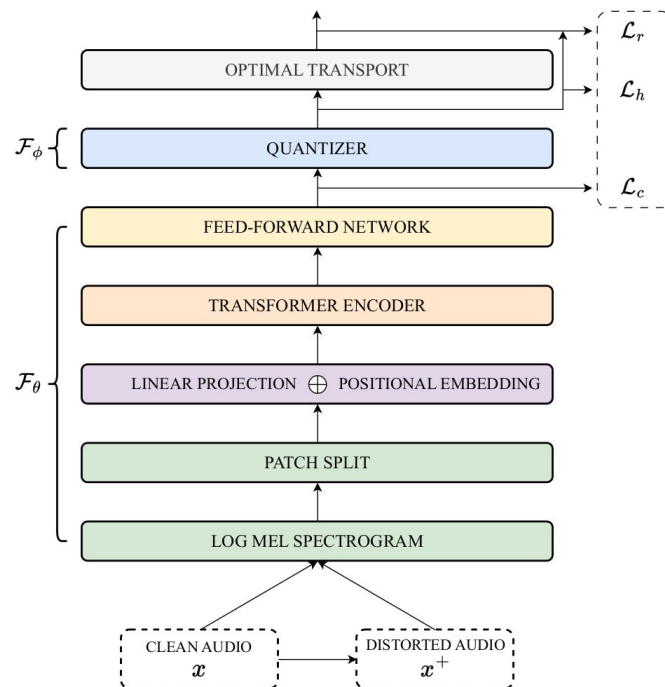 OPTIMAL TRANSPORT
ℒ_r
ℒ_h
ℱ_ϕ
QUANTIZER
ℒ_c
FEED-FORWARD NETWORK
TRANSFORMER ENCODER
ℱ_θ
LINEAR PROJECTION ⊕ POSITIONAL EMBEDDING
PATCH SPLIT
LOG MEL SPECTROGRAM
CLEAN AUDIO
x
DISTORTED AUDIO
x⁺